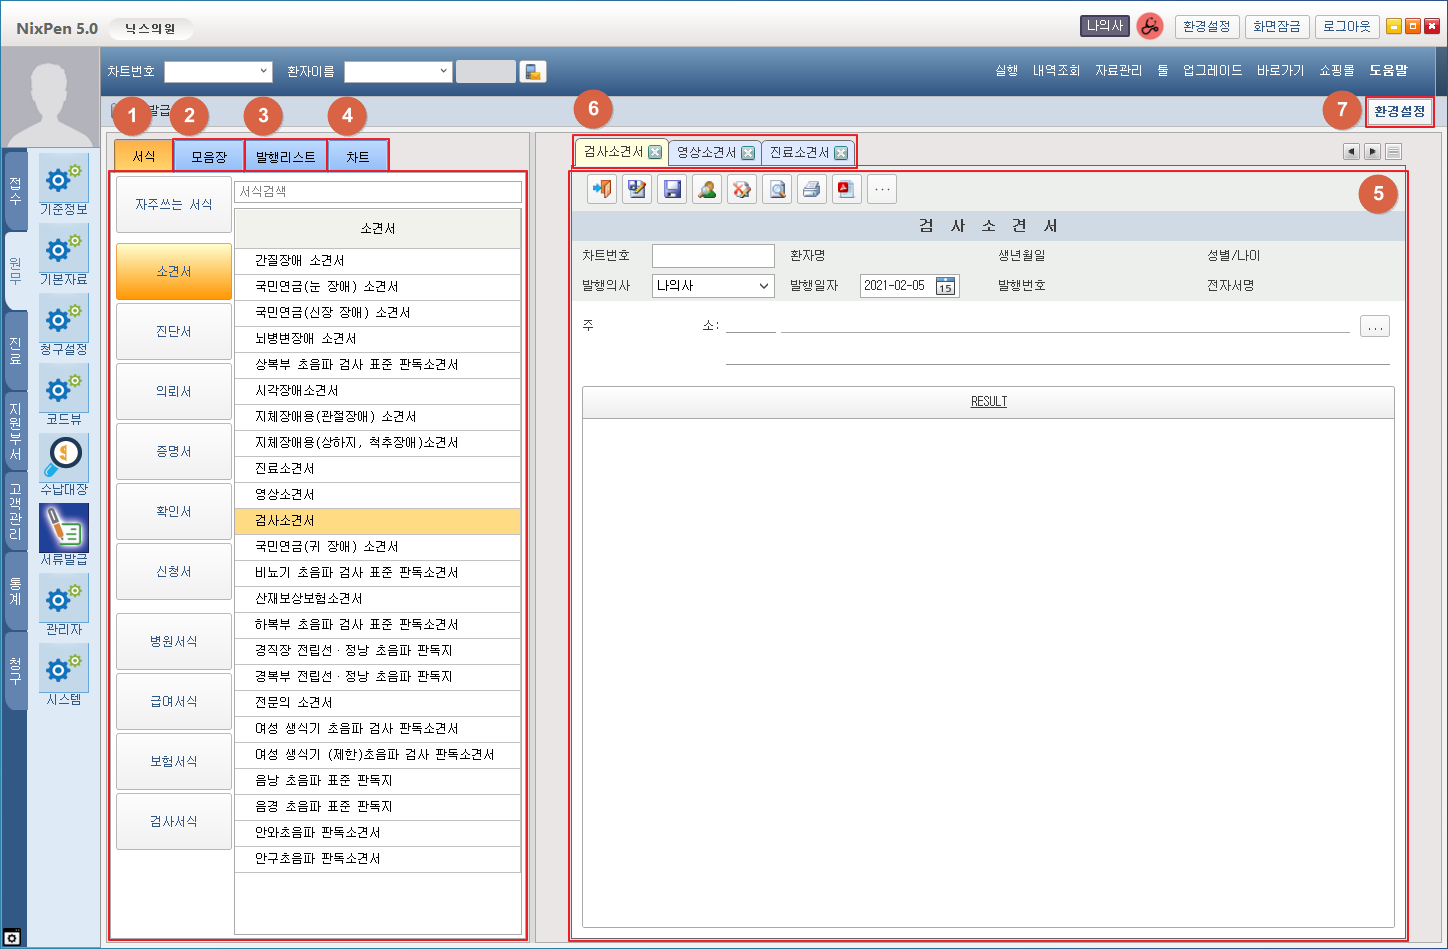 NixPen 5.0 닉스의원
나의사 환경설정 화면잠금 로그아웃
차트번호 환자이름
실행 내역조회 자료관리 툴 업그레이드 바로가기 쇼핑몰 도움말
발급
1 2 3 4 6 7 환경설정
서식 모음장 발행리스트 차트
검사소견서 영상소견서 진료소견서
5
접수
원무
진료
지원부서
고객관리
통계
청구
기준정보
기본자료
청구설정
코드뷰
수납대장
서류발급
관리자
시스템
자주쓰는 서식
소견서
진단서
의뢰서
증명서
확인서
신청서
병원서식
급여서식
보험서식
검사서식
서식검색
소견서
간질장애 소견서
국민연금(눈 장애) 소견서
국민연금(신장 장애) 소견서
뇌병변장애 소견서
상복부 초음파 검사 표준 판독소견서
시각장애소견서
지체장애용(관절장애) 소견서
지체장애용(상하지, 척추장애)소견서
진료소견서
영상소견서
검사소견서
국민연금(귀 장애) 소견서
비뇨기 초음파 검사 표준 판독소견서
산재보상보험소견서
하복부 초음파 검사 표준 판독소견서
경직장 전립선·정낭 초음파 판독지
경복부 전립선·정낭 초음파 판독지
전문의 소견서
여성 생식기 초음파 검사 판독소견서
여성 생식기 (제한)초음파 검사 판독소견서
음낭 초음파 표준 판독지
음경 초음파 표준 판독지
안와초음파 판독소견서
안구초음파 판독소견서
...
검 사 소 견 서
차트번호 환자명 생년월일 성별/나이
발행의사 나의사 발행일자 2021-02-05 15 발행번호 전자서명
주 소: ...
RESULT